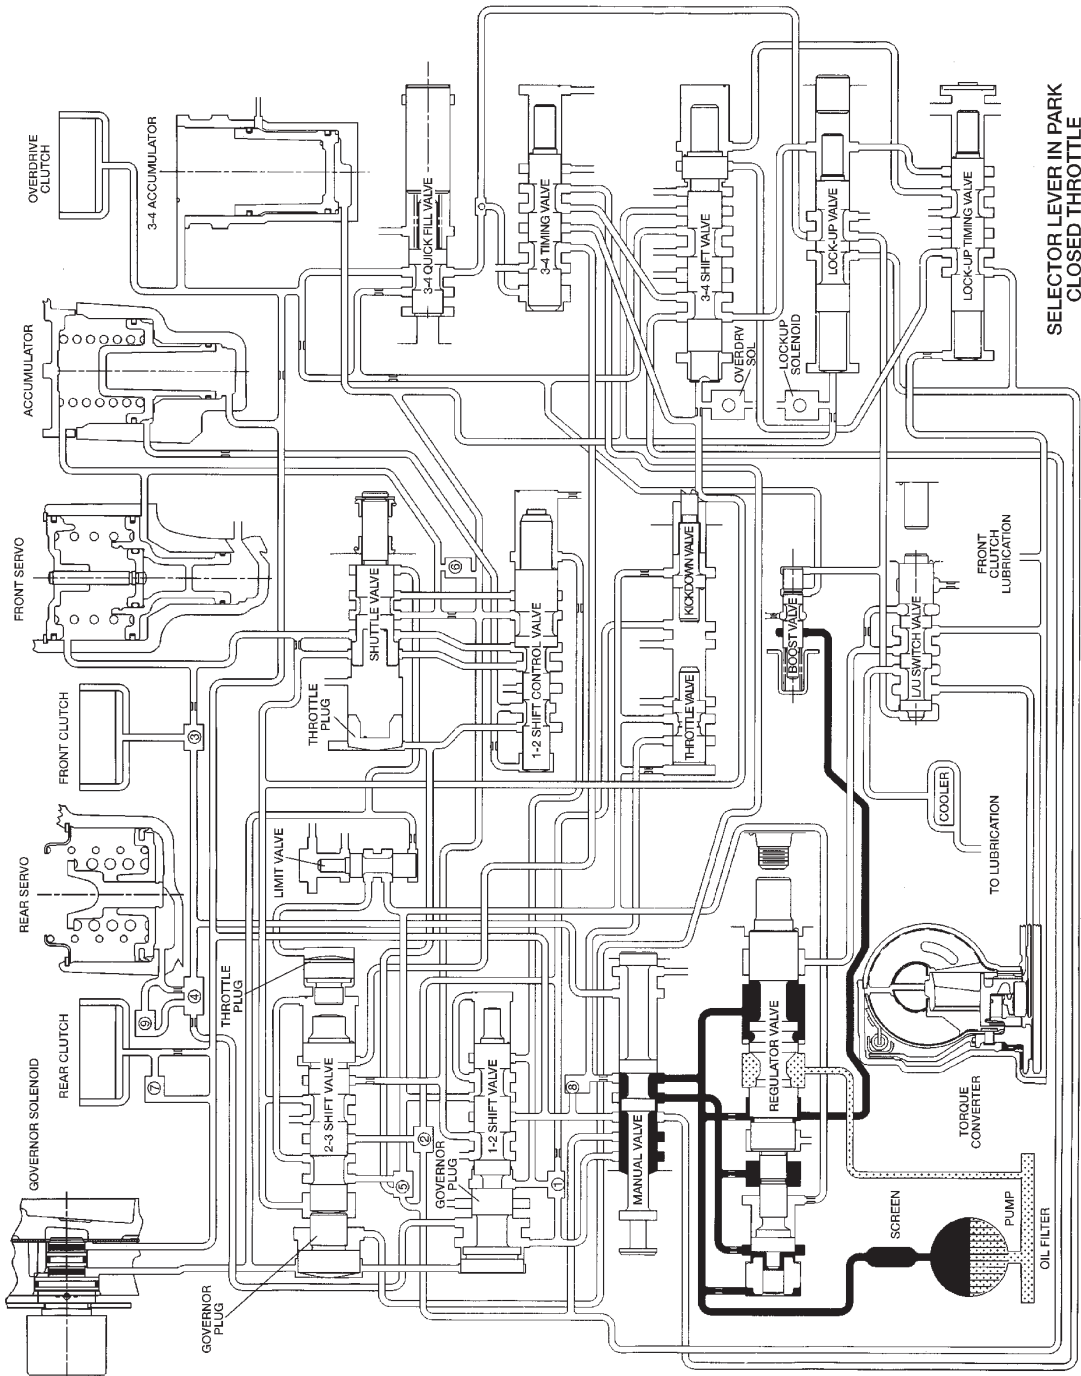 OVERDRIVE
CLUTCH
3-4 ACCUMULATOR
3-4 QUICK FILL VALVE
3-4 TIMING VALVE
3-4 SHIFT VALVE
LOCK-UP VALVE
LOCK-UP TIMING VALVE
SELECTOR LEVER IN PARK
CLOSED THROTTLE
OVERDRV
SOL
LOCKUP
SOLENOID
ACCUMULATOR
FRONT SERVO
SHUTTLE VALVE
6
THROTTLE
PLUG
1-2 SHIFT CONTROL VALVE
KICKDOWN VALVE
THROTTLE VALVE
BOOST VALVE
L/U SWITCH VALVE
FRONT
CLUTCH
LUBRICATION
FRONT CLUTCH
3
LIMIT VALVE
COOLER
TO LUBRICATION
REAR SERVO
REAR CLUTCH
9
4
7
THROTTLE
PLUG
2-3 SHIFT VALVE
2
5
1-2 SHIFT VALVE
GOVERNOR
PLUG
1
8
MANUAL VALVE
REGULATOR VALVE
TORQUE
CONVERTER
GOVERNOR SOLENOID
GOVERNOR
PLUG
SCREEN
PUMP
OIL FILTER